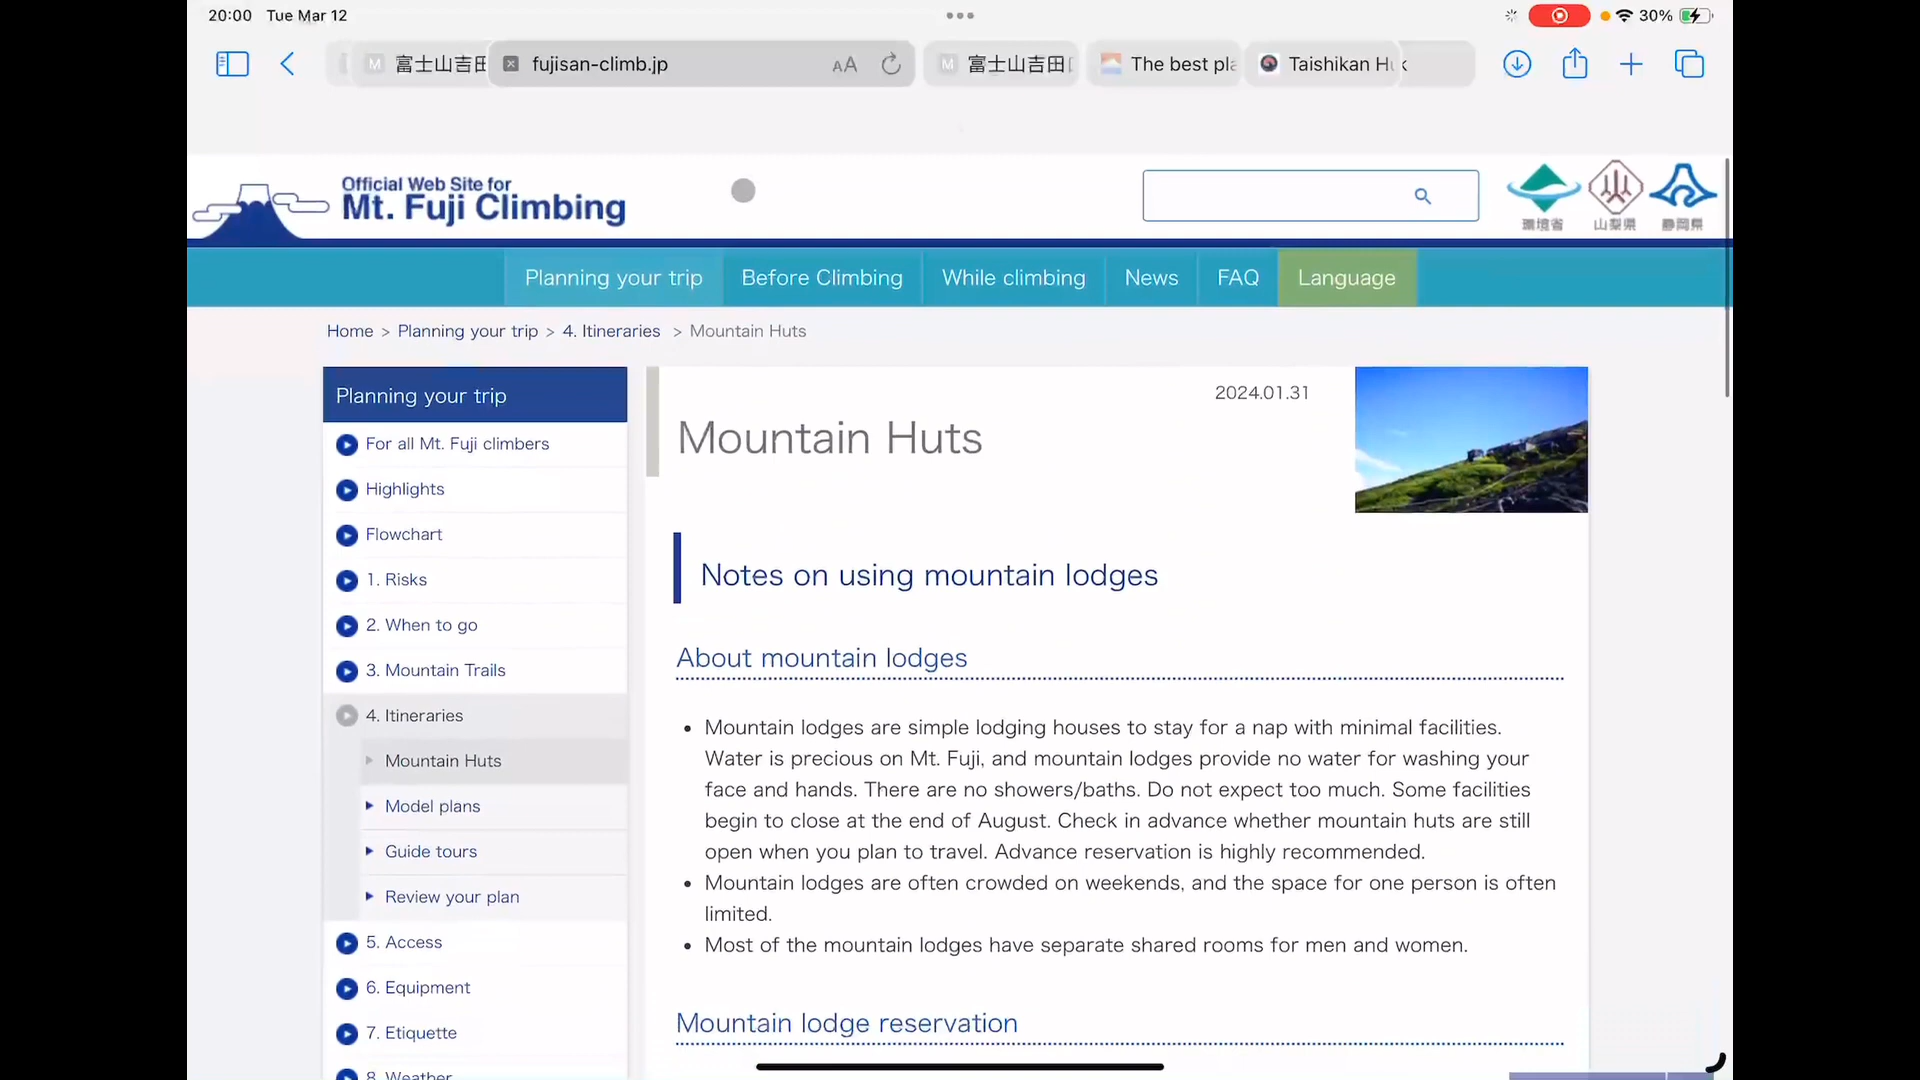 20:00 Tue Mar 12
30%
富士山吉田
fujisan-climb.jp
AA
富士山吉田
The best pla
Taishikan Hu
Official Web Site for
Mt. Fuji Climbing
環境省 山梨県 静岡県
Planning your trip
Before Climbing
While climbing
News
FAQ
Language
Home > Planning your trip > 4. Itineraries > Mountain Huts
Planning your trip
For all Mt. Fuji climbers
Highlights
Flowchart
1. Risks
2. When to go
3. Mountain Trails
4. Itineraries
Mountain Huts
Model plans
Guide tours
Review your plan
5. Access
6. Equipment
7. Etiquette
8. Weather
2024.01.31
Mountain Huts
Notes on using mountain lodges
About mountain lodges
• Mountain lodges are simple lodging houses to stay for a nap with minimal facilities.
Water is precious on Mt. Fuji, and mountain lodges provide no water for washing your
face and hands. There are no showers/baths. Do not expect too much. Some facilities
begin to close at the end of August. Check in advance whether mountain huts are still
open when you plan to travel. Advance reservation is highly recommended.
• Mountain lodges are often crowded on weekends, and the space for one person is often
limited.
• Most of the mountain lodges have separate shared rooms for men and women.
Mountain lodge reservation